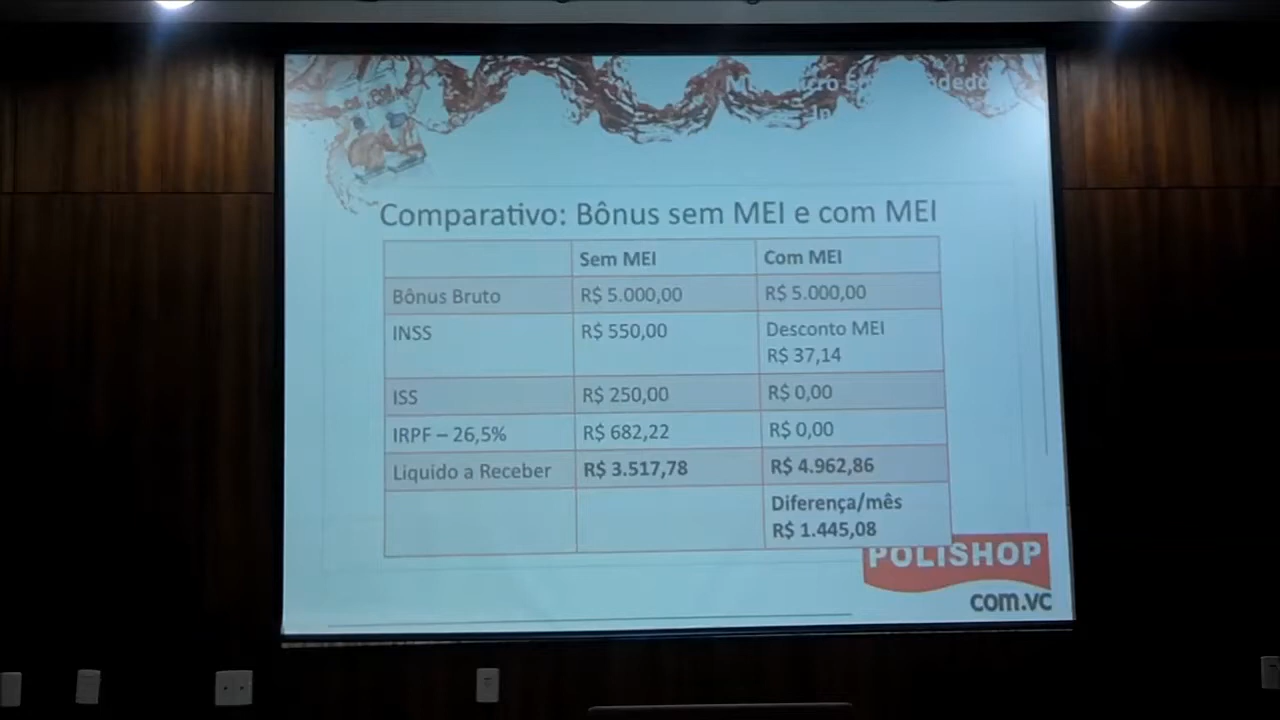 Comparativo: Bônus sem MEI e com MEI
Sem MEI Com MEI
Bônus Bruto R$ 5.000,00 R$ 5.000,00
INSS R$ 550,00 Desconto MEI
R$ 37,14
ISS R$ 250,00 R$ 0,00
IRPF – 26,5% R$ 682,22 R$ 0,00
Liquido a Receber R$ 3.517,78 R$ 4.962,86
Diferença/mês
R$ 1.445,08
POLISHOP
com.vc